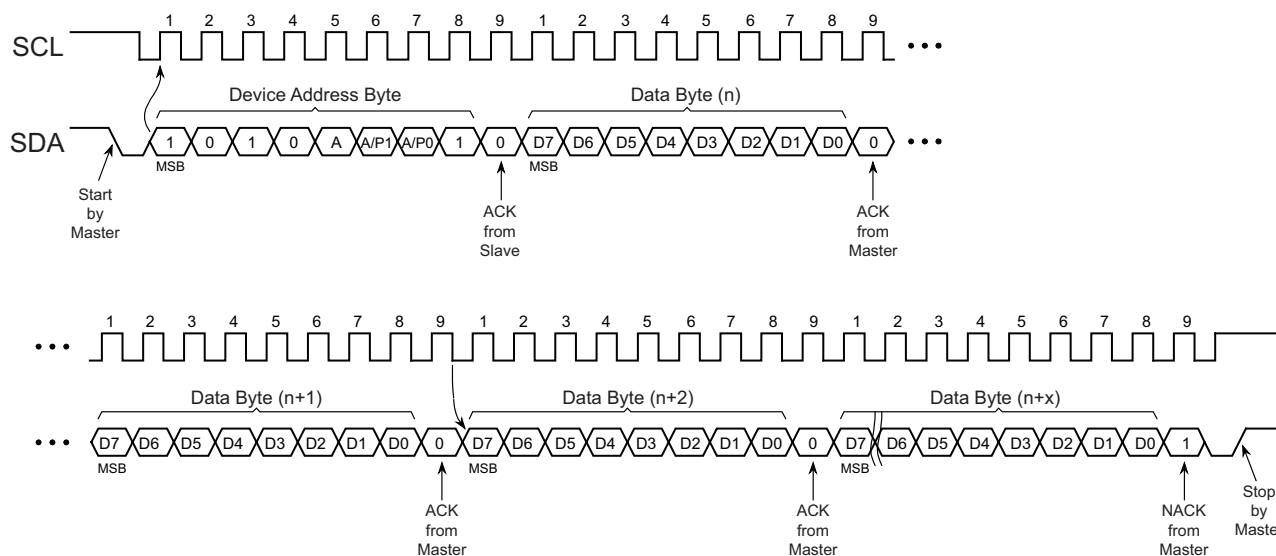 1 2 3 4 5 6 7 8 9 1 2 3 4 5 6 7 8 9
SCL
Device Address Byte Data Byte (n)
SDA 1 0 1 0 A A/P1 A/P0 1 0 D7 D6 D5 D4 D3 D2 D1 D0 0
MSB MSB
Start
by
Master
ACK
from
Slave
ACK
from
Master
1 2 3 4 5 6 7 8 9 1 2 3 4 5 6 7 8 9 1 2 3 4 5 6 7 8 9
Data Byte (n+1) Data Byte (n+2) Data Byte (n+x)
D7 D6 D5 D4 D3 D2 D1 D0 0 D7 D6 D5 D4 D3 D2 D1 D0 0 D7 D6 D5 D4 D3 D2 D1 D0 1
MSB MSB MSB
ACK
from
Master
ACK
from
Master
NACK
from
Master
Stop
by
Master